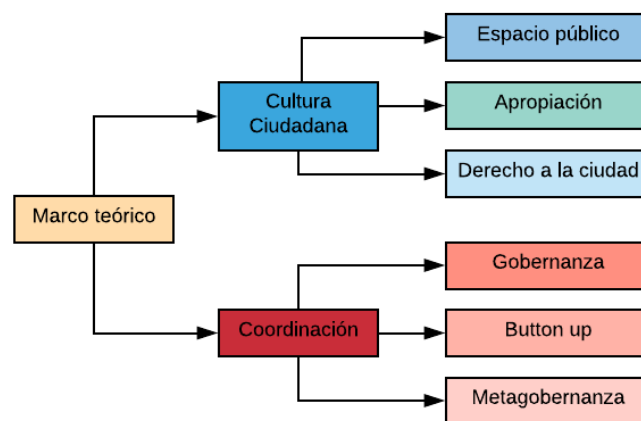 Espacio público
Cultura
Ciudadana
Apropiación
Derecho a la ciudad
Marco teórico
Gobernanza
Coordinación
Button up
Metagobernanza